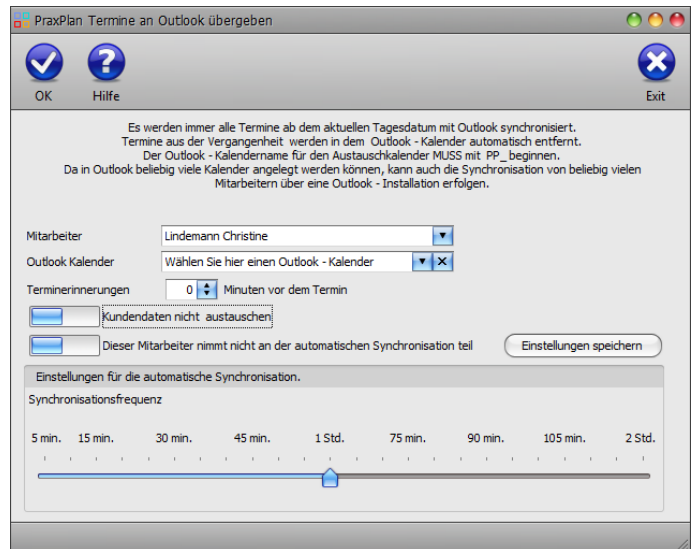 PraxPlan Termine an Outlook übergeben
OK
Hilfe
Exit
Es werden immer alle Termine ab dem aktuellen Tagesdatum mit Outlook synchronisiert.
Termine aus der Vergangenheit werden in dem Outlook - Kalender automatisch entfernt.
Der Outlook - Kalendername für den Austauschkalender MUSS mit PP_ beginnen.
Da in Outlook beliebig viele Kalender angelegt werden können, kann auch die Synchronisation von beliebig vielen
Mitarbeitern über eine Outlook - Installation erfolgen.
Mitarbeiter Lindemann Christine
Outlook Kalender Wählen Sie hier einen Outlook - Kalender
Terminerinnerungen 0 Minuten vor dem Termin
Kundendaten nicht austauschen
Dieser Mitarbeiter nimmt nicht an der automatischen Synchronisation teil Einstellungen speichern
Einstellungen für die automatische Synchronisation.
Synchronisationsfrequenz
5 min. 15 min. 30 min. 45 min. 1 Std. 75 min. 90 min. 105 min. 2 Std.